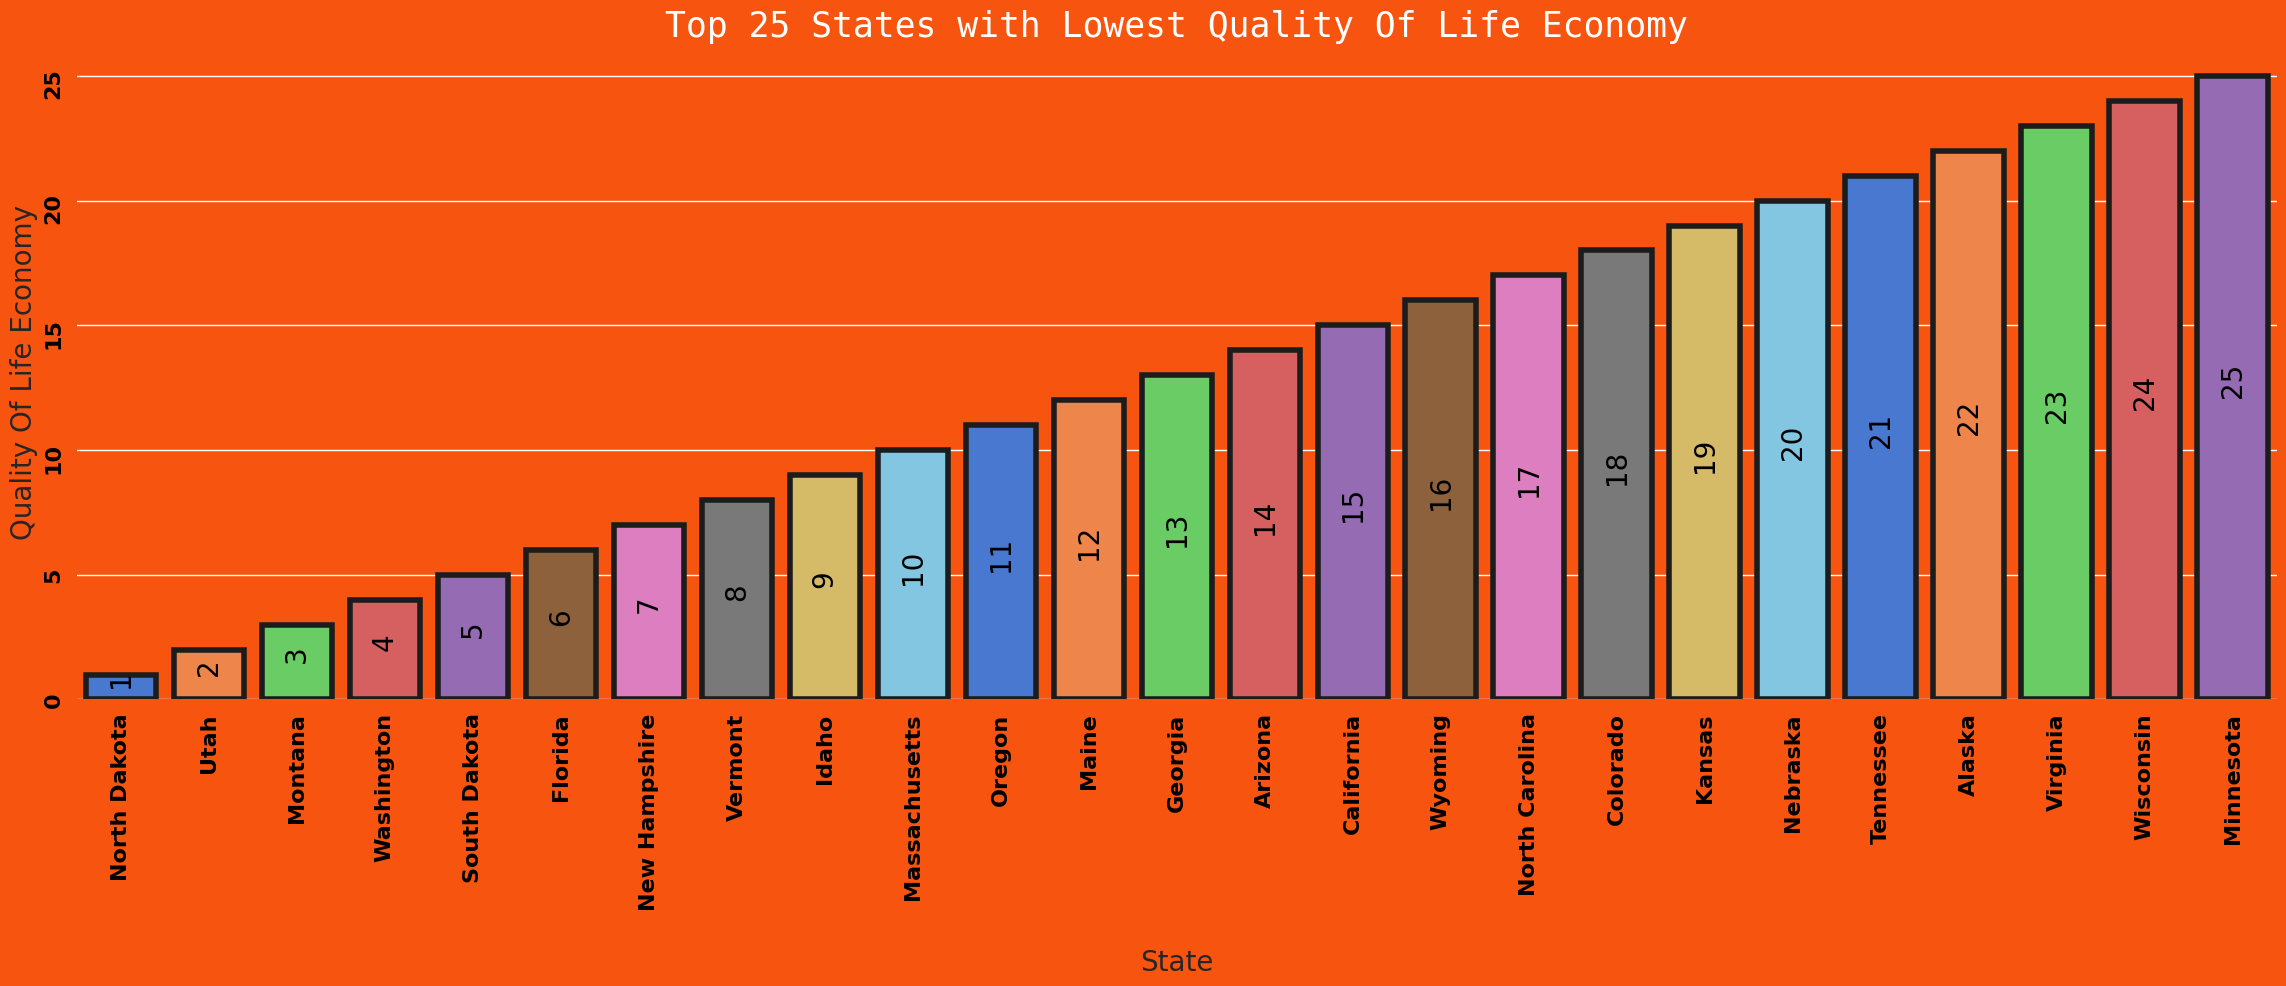 Top 25 States with Lowest Quality Of Life Economy
Quality Of Life Economy
25
20
15
10
5
0
1
2
3
4
5
6
7
8
9
10
11
12
13
14
15
16
17
18
19
20
21
22
23
24
25
North Dakota
Utah
Montana
Washington
South Dakota
Florida
New Hampshire
Vermont
Idaho
Massachusetts
Oregon
Maine
Georgia
Arizona
California
Wyoming
North Carolina
Colorado
Kansas
Nebraska
Tennessee
Alaska
Virginia
Wisconsin
Minnesota
State